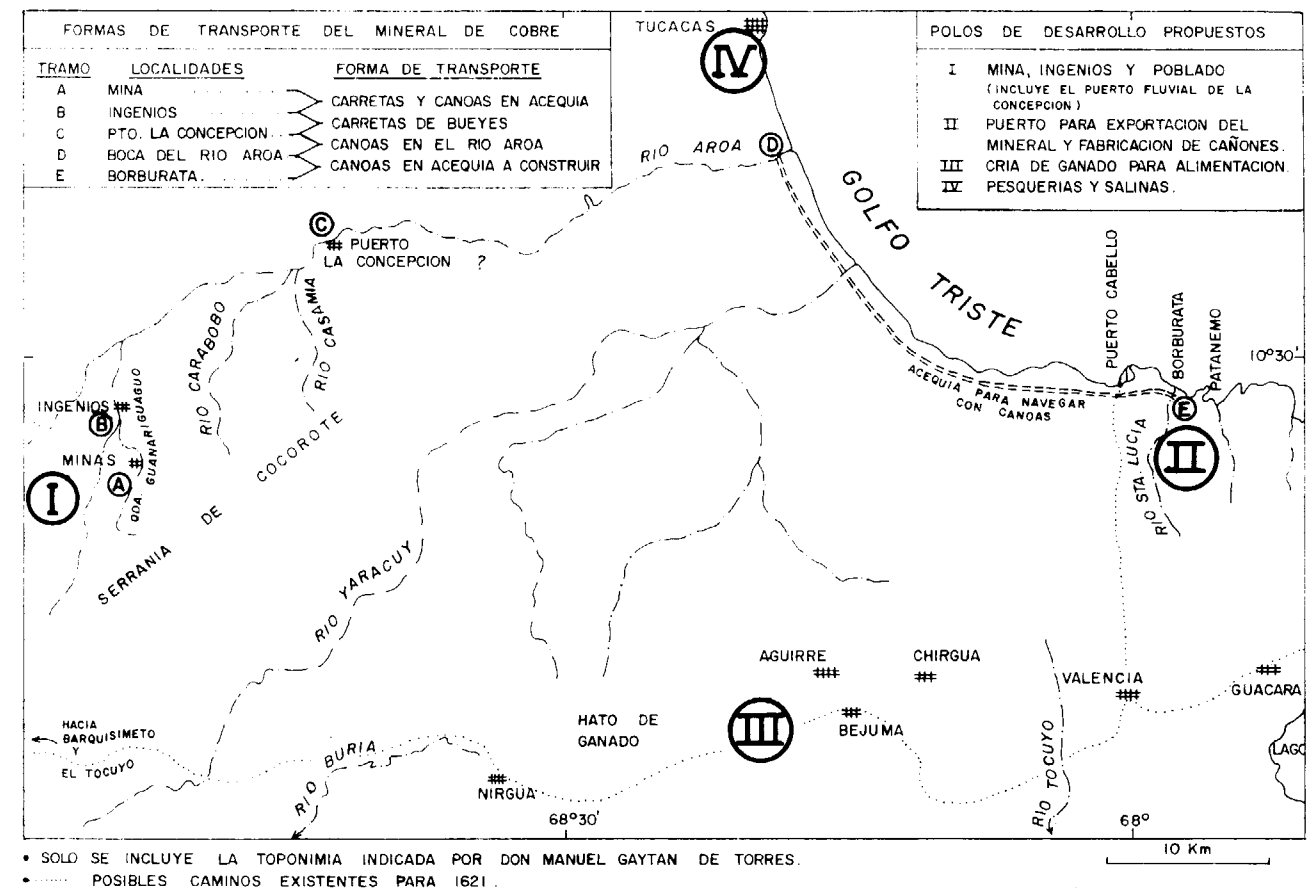 FORMAS DE TRANSPORTE DEL MINERAL DE COBRE
TRAMO LOCALIDADES FORMA DE TRANSPORTE
A MINA
B INGENIOS
C PTO. LA CONCEPCION
D BOCA DEL RIO AROA
E BORBURATA.
CARRETAS Y CANOAS EN ACEQUIA
CARRETAS DE BUEYES
CANOAS EN EL RIO AROA
CANOAS EN ACEQUIA A CONSTRUIR
POLOS DE DESARROLLO PROPUESTOS
I MINA, INGENIOS Y POBLADO
(INCLUYE EL PUERTO FLUVIAL DE LA
CONCEPCION)
II PUERTO PARA EXPORTACION DEL
MINERAL Y FABRICACION DE CAÑONES.
III CRIA DE GANADO PARA ALIMENTACION.
IV PESQUERIAS Y SALINAS.
TUCACAS
IV
RIO AROA
D
GOLFO
TRISTE
C
PUERTO
LA CONCEPCION ?
RIO CARABOBO
RIO CASAMIA
PUERTO CABELLO
BORBURATA
PATANEMO
10°30'
ACEQUIA PARA NAVEGAR
CON CANOAS
E
II
RIO STA LUCIA
INGENIOS
B
MINAS
A
QDA. GUANARIGUAGUO
I
SERRANIA DE COCOROTE
RIO YARACUY
AGUIRRE
CHIRGUA
VALENCIA
GUACARA
HACIA
BARQUISIMETO
Y
EL TOCUYO
RIO BURIA
HATO DE
GANADO
III
BEJUMA
RIO TOCUYO
LAGO
NIRGUA
68°30'
68°
10 Km
• SOLO SE INCLUYE LA TOPONIMIA INDICADA POR DON MANUEL GAYTAN DE TORRES.
• ...... POSIBLES CAMINOS EXISTENTES PARA 1621.